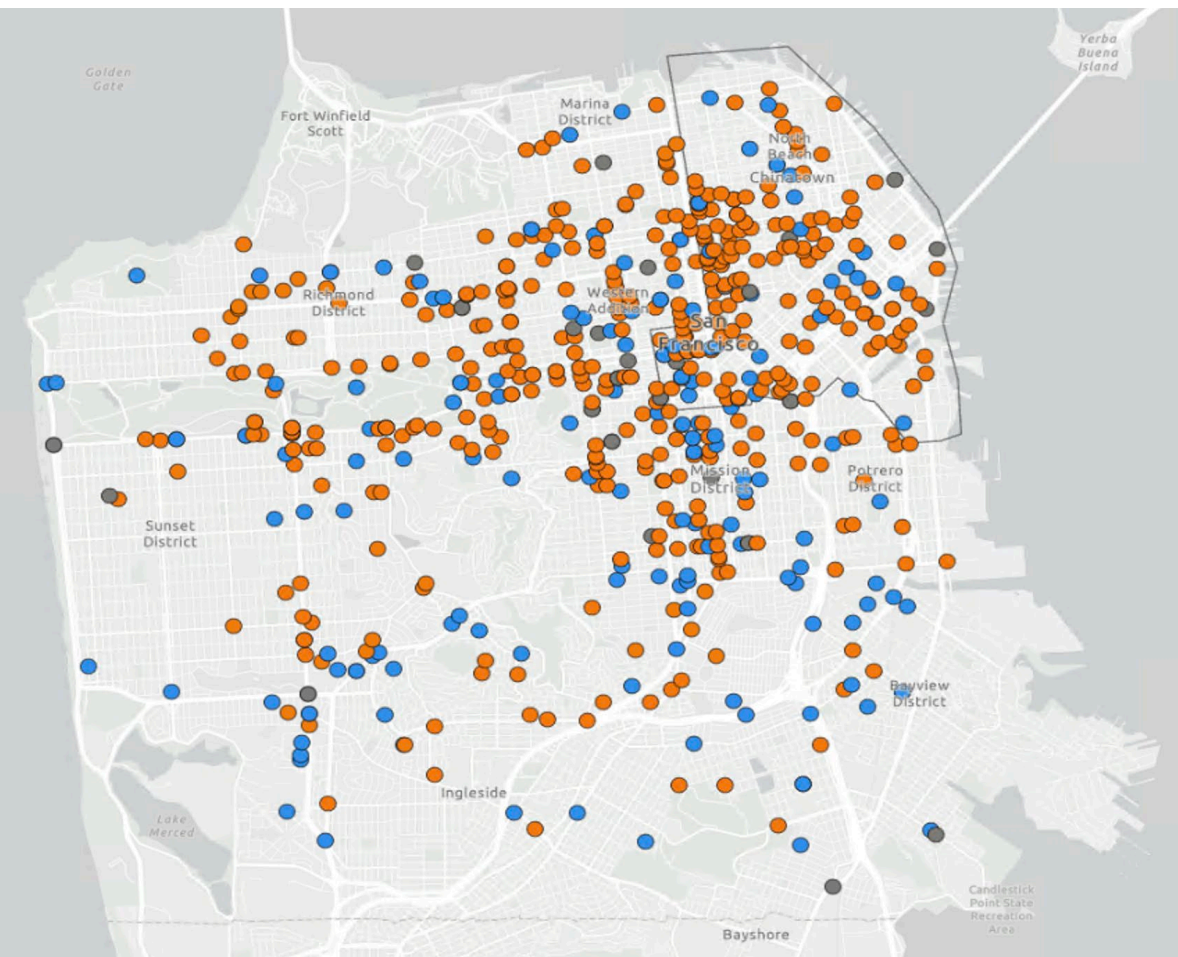 Yerba
Buena
Island
Golden
Gate
Marina
District
Fort Winfield
Scott
North
Beach
Chinatown
Richmond
District
Western
Addition
San
Francisco
Mission
District
Potrero
District
Sunset
District
Bayview
District
Ingleside
Lake
Merced
Candlestick
Point State
Recreation
Area
Bayshore